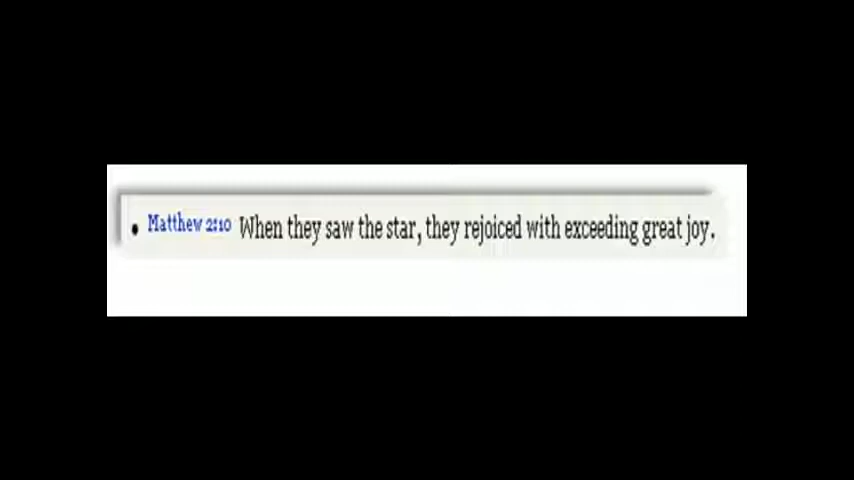 • Matthew 2:10 When they saw the star, they rejoiced with exceeding great joy.